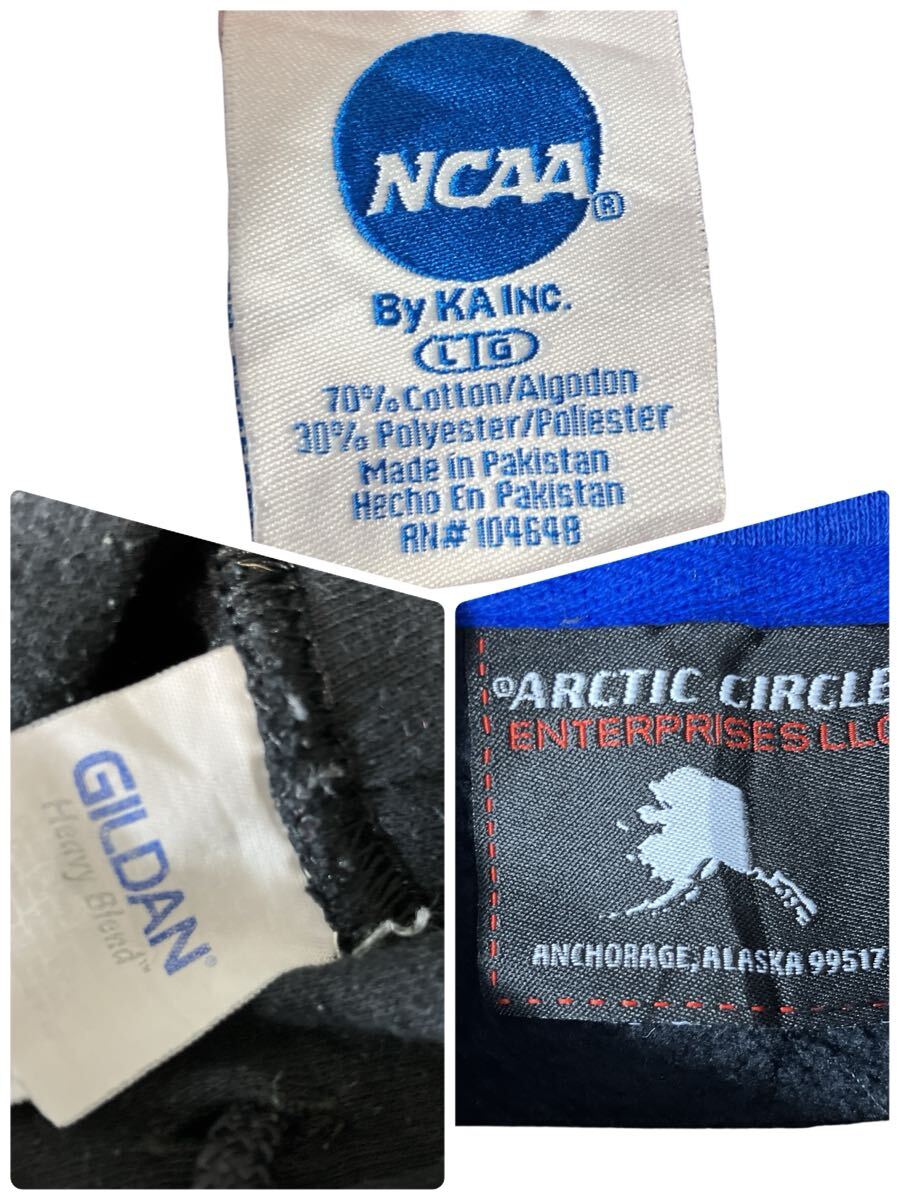 NCAA®
By KA INC.
L G
70% Cotton/Algodon
30% Polyester/Poliester
Made in Pakistan
Hecho En Pakistan
RN# 104648
GILDAN®
Heavy Blend™
©ARCTIC CIRCLE
ENTERPRISES LLC
ANCHORAGE, ALASKA 99517